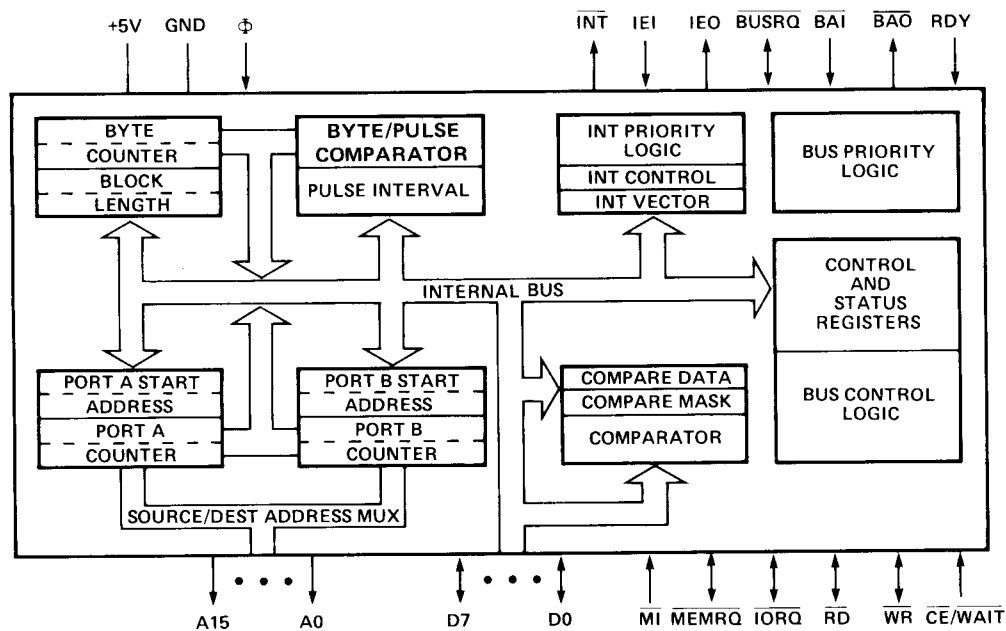 +5V GND Φ INT IEI IEO BUSRQ BAI BAO RDY
BYTE
COUNTER
BLOCK
LENGTH
BYTE/PULSE
COMPARATOR
PULSE INTERVAL
INT PRIORITY
LOGIC
INT CONTROL
INT VECTOR
BUS PRIORITY
LOGIC
INTERNAL BUS
CONTROL
AND
STATUS
REGISTERS
BUS CONTROL
LOGIC
PORT A START
ADDRESS
PORT A
COUNTER
PORT B START
ADDRESS
PORT B
COUNTER
COMPARE DATA
COMPARE MASK
COMPARATOR
SOURCE/DEST ADDRESS MUX
A15 A0 D7 D0 MI MEMRQ IORQ RD WR CE/WAIT